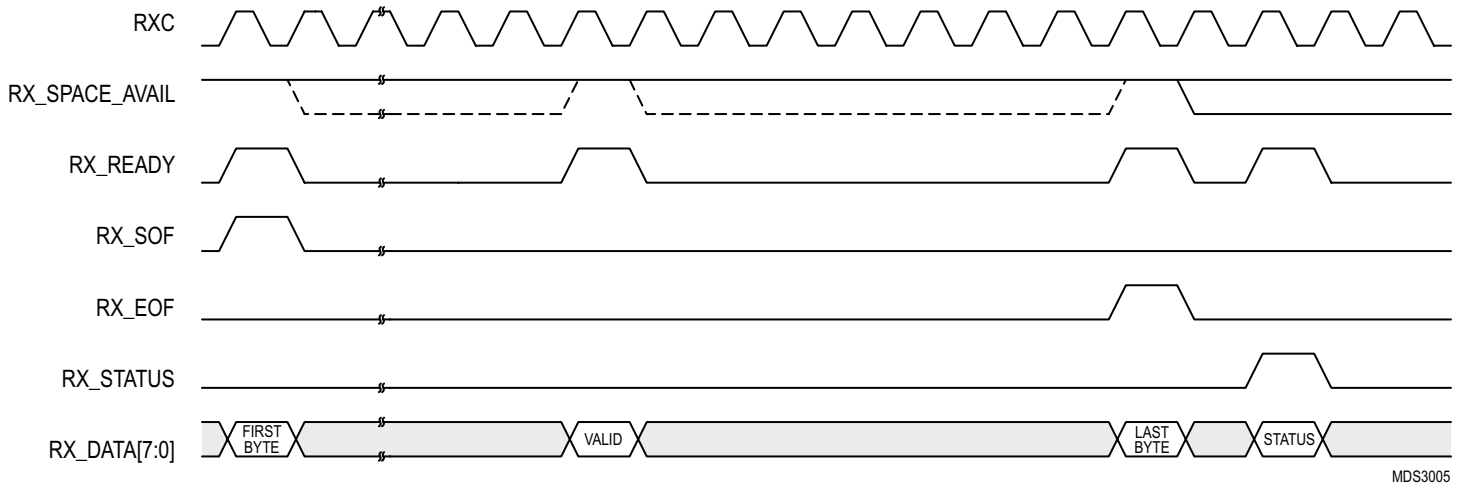 RXC
RX_SPACE_AVAIL
RX_READY
RX_SOF
RX_EOF
RX_STATUS
RX_DATA[7:0]
FIRST
BYTE
VALID
LAST
BYTE
STATUS
MDS3005